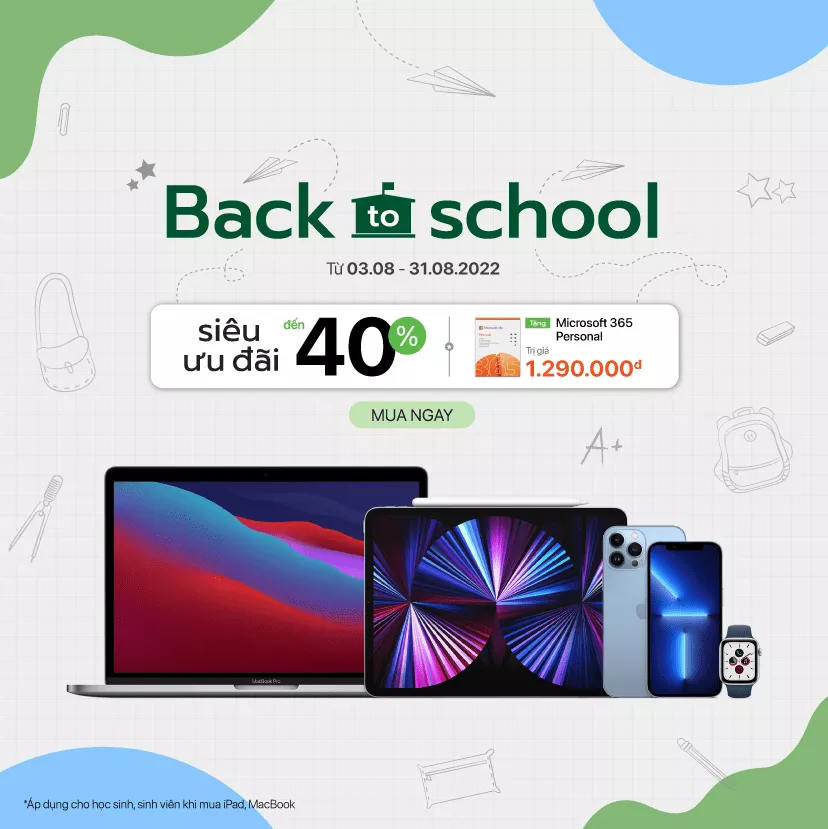 Back to school
Từ 03.08 - 31.08.2022
siêu
ưu đãi
đến
40%
Tặng Microsoft 365
Personal
Trị giá
1.290.000đ
MUA NGAY
A+
MacBook Pro
*Áp dụng cho học sinh, sinh viên khi mua iPad, MacBook